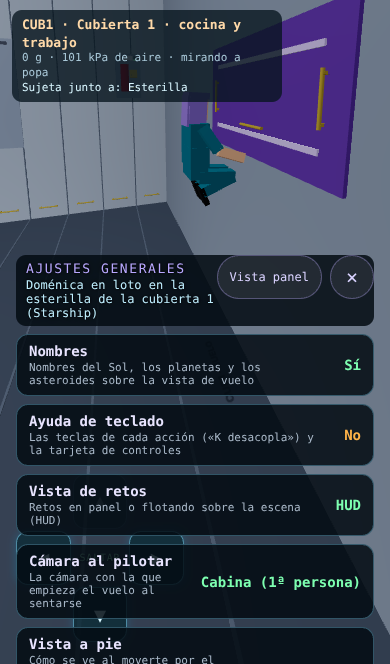 CUB1 · Cubierta 1 · cocina y
trabajo
0 g · 101 kPa de aire · mirando a
popa
Sujeta junto a: Esterilla
AJUSTES GENERALES
Doménica en loto en la
esterilla de la cubierta 1
(Starship)
Vista panel
×
Nombres
Nombres del Sol, los planetas y los
asteroides sobre la vista de vuelo
Sí
Ayuda de teclado
Las teclas de cada acción («K desacopla») y
la tarjeta de controles
No
Vista de retos
Retos en panel o flotando sobre la escena
(HUD)
HUD
Cámara al pilotar
La cámara con la que
empieza el vuelo al
sentarse
Cabina (1ª persona)
Vista a pie
Cómo se ve al moverte por el